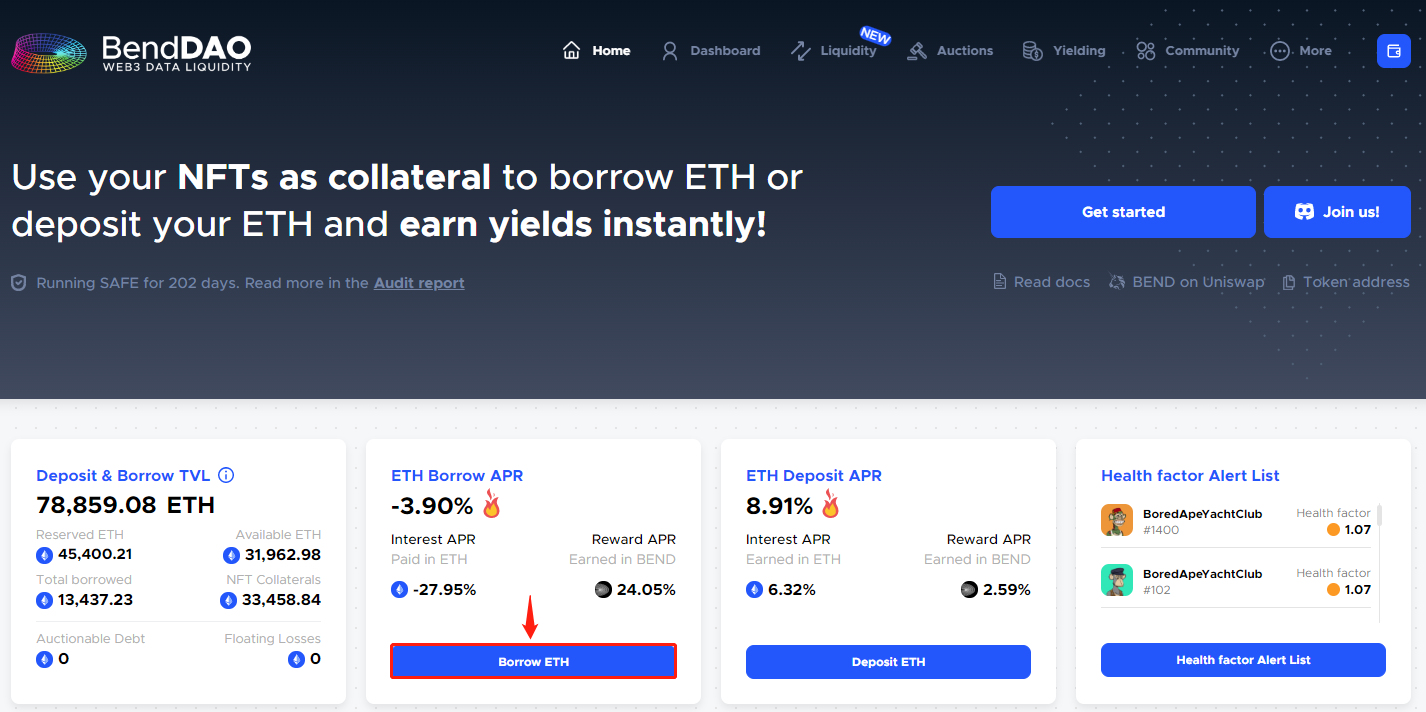 BendDAO
WEB3 DATA LIQUIDITY
Home
Dashboard
Liquidity
NEW
Auctions
Yielding
Community
More
Use your NFTs as collateral to borrow ETH or
deposit your ETH and earn yields instantly!
Running SAFE for 202 days. Read more in the Audit report
Get started
Join us!
Read docs
BEND on Uniswap
Token address
Deposit & Borrow TVL
78,859.08 ETH
Reserved ETH
Available ETH
45,400.21
31,962.98
Total borrowed
NFT Collaterals
13,437.23
33,458.84
Auctionable Debt
Floating Losses
0
0
ETH Borrow APR
-3.90%
Interest APR
Reward APR
Paid in ETH
Earned in BEND
-27.95%
24.05%
Borrow ETH
ETH Deposit APR
8.91%
Interest APR
Reward APR
Earned in ETH
Earned in BEND
6.32%
2.59%
Deposit ETH
Health factor Alert List
BoredApeYachtClub
Health factor
#1400
1.07
BoredApeYachtClub
Health factor
#102
1.07
Health factor Alert List